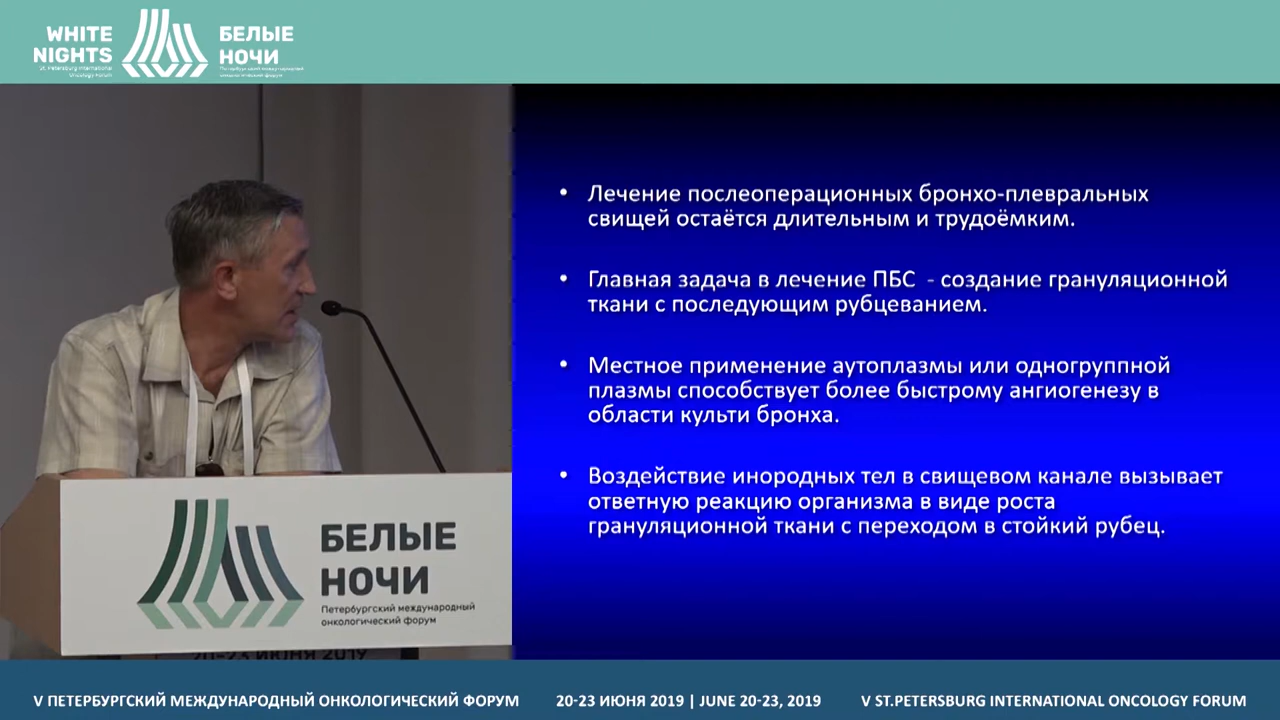 WHITE
NIGHTS
St. Petersburg International
Oncology Forum
БЕЛЫЕ
НОЧИ
Петербургский международный
онкологический форум
• Лечение послеоперационных бронхо-плевральных
свищей остаётся длительным и трудоёмким.
• Главная задача в лечение ПБС - создание грануляционной
ткани с последующим рубцеванием.
• Местное применение аутоплазмы или одногруппной
плазмы способствует более быстрому ангиогенезу в
области культи бронха.
• Воздействие инородных тел в свищевом канале вызывает
ответную реакцию организма в виде роста
грануляционной ткани с переходом в стойкий рубец.
БЕЛЫЕ
НОЧИ
Петербургский международный
онкологический форум
20-23 ИЮНЯ 2019
V ПЕТЕРБУРГСКИЙ МЕЖДУНАРОДНЫЙ ОНКОЛОГИЧЕСКИЙ ФОРУМ 20-23 ИЮНЯ 2019 | JUNE 20-23, 2019 V ST.PETERSBURG INTERNATIONAL ONCOLOGY FORUM